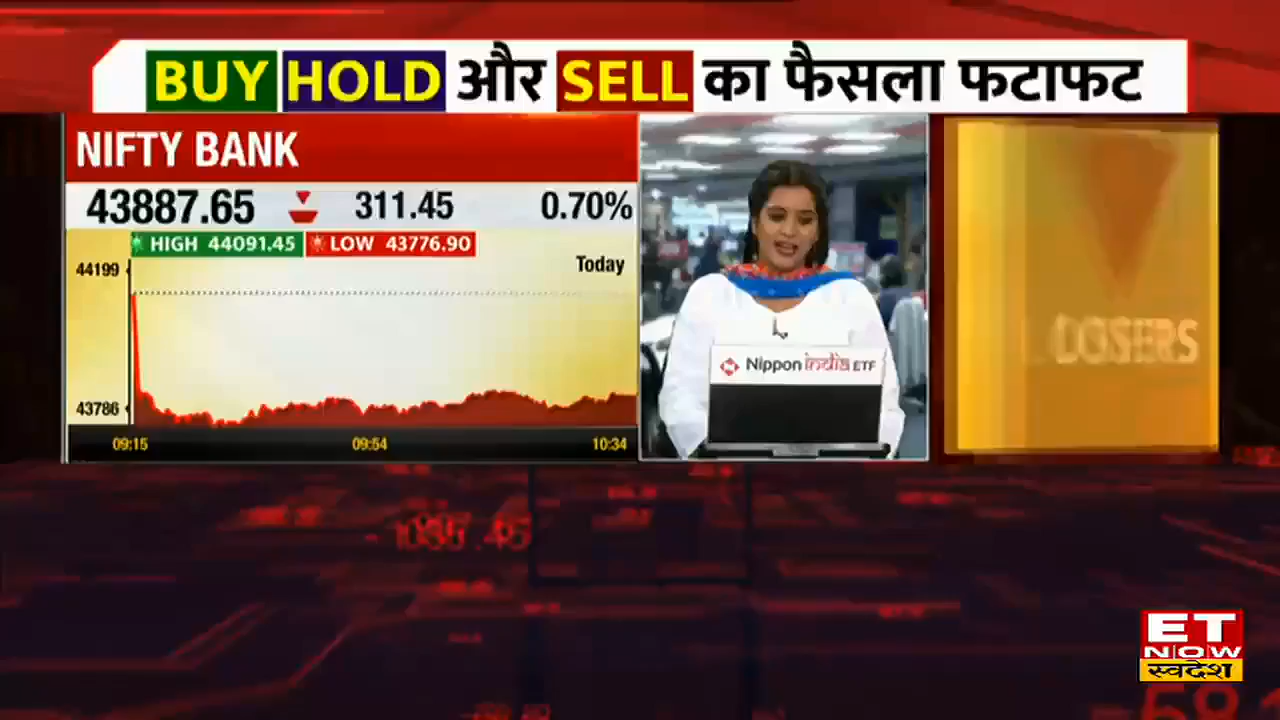 BUY HOLD और SELL का फैसला फटाफट
NIFTY BANK
43887.65 311.45 0.70%
HIGH 44091.45 LOW 43776.90
Today
44199
43786
09:15 09:54 10:34
Nippon india ETF
LOSERS
ET
NOW
स्वदेश